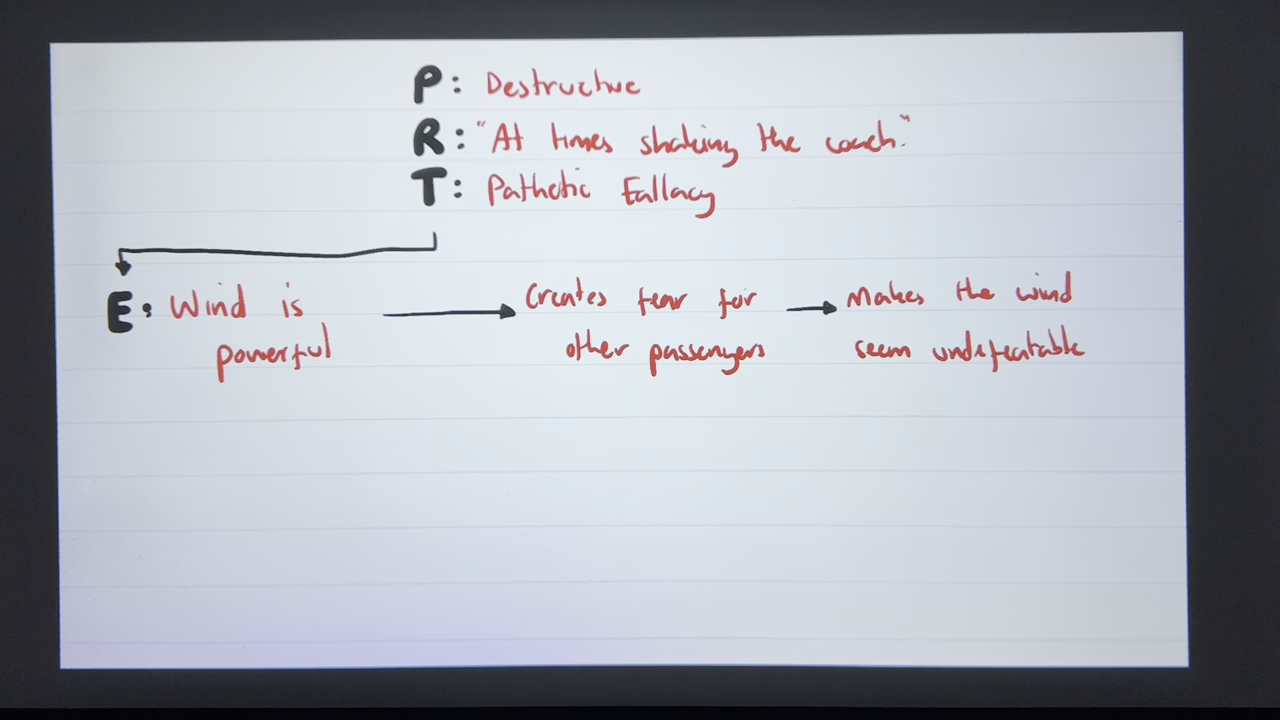 P: Destructive
R: "At times shaking the coach."
T: Pathetic Fallacy
E: Wind is powerful → Creates fear for other passengers → Makes the wind seem undefeatable